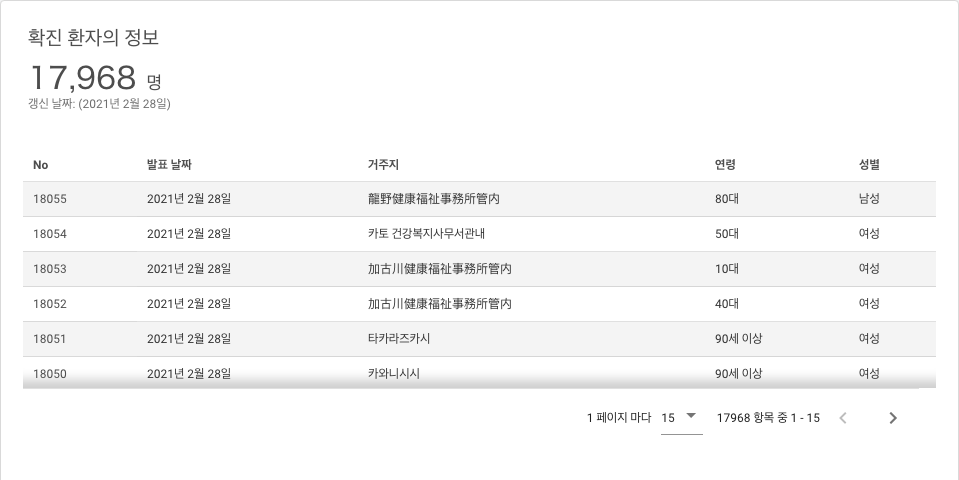 확진 환자의 정보
17,968 명
갱신 날짜: (2021년 2월 28일)
No 발표 날짜 거주지 연령 성별
18055 2021년 2월 28일 龍野健康福祉事務所管内 80대 남성
18054 2021년 2월 28일 카토 건강복지사무서관내 50대 여성
18053 2021년 2월 28일 加古川健康福祉事務所管内 10대 여성
18052 2021년 2월 28일 加古川健康福祉事務所管内 40대 여성
18051 2021년 2월 28일 타카라즈카시 90세 이상 여성
18050 2021년 2월 28일 카와니시시 90세 이상 여성
1 페이지 마다 15 17968 항목 중 1 - 15